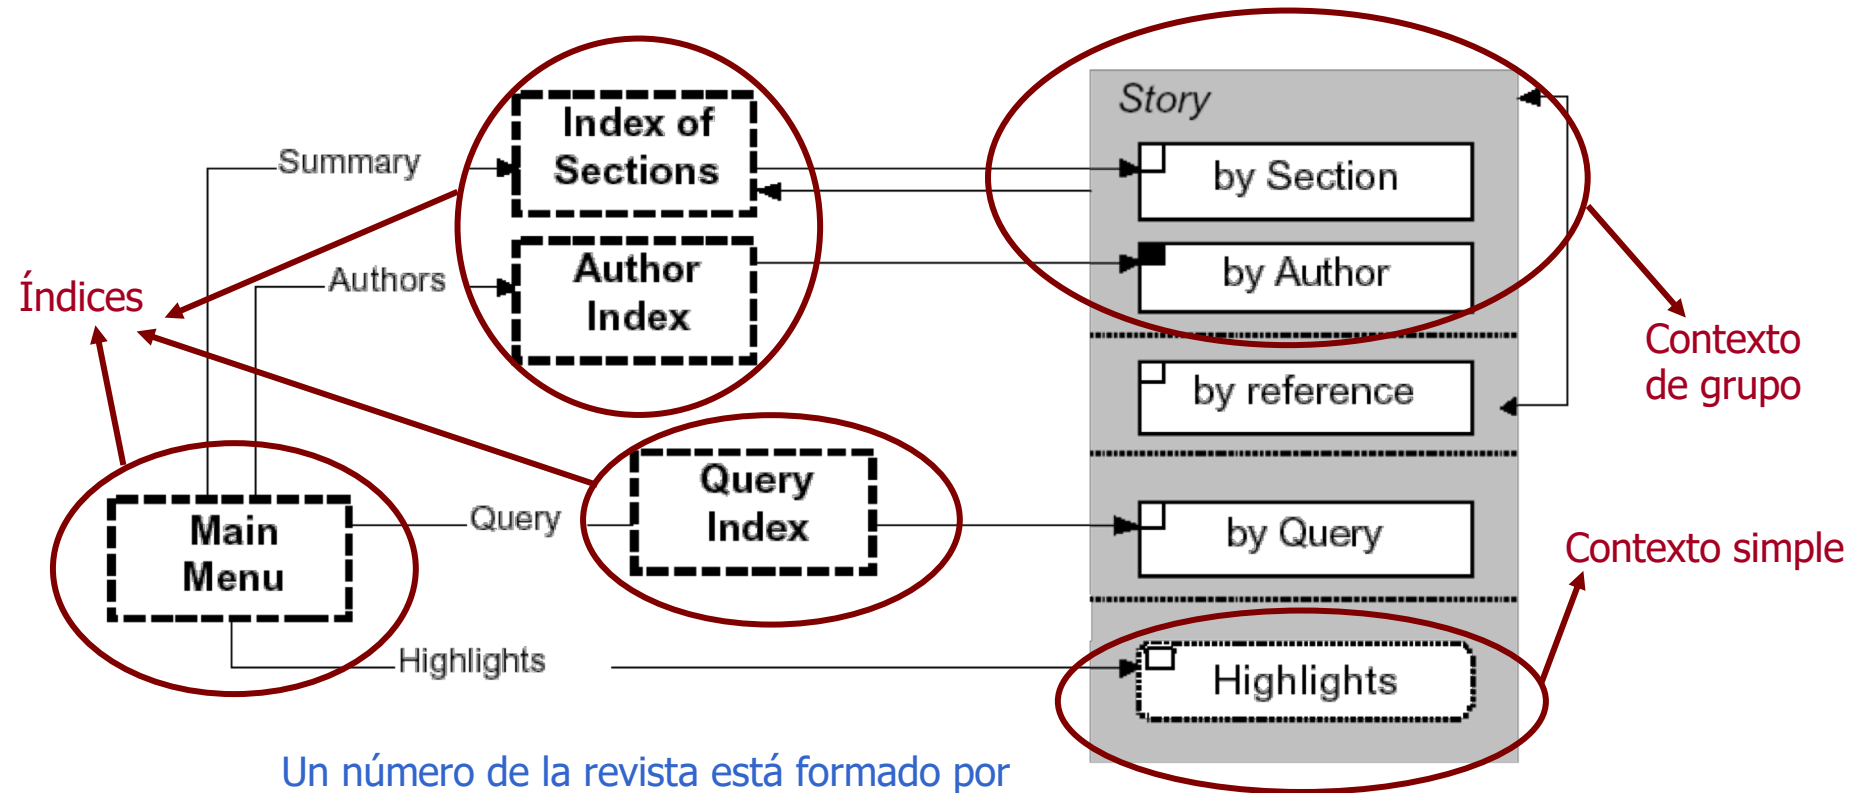 Story
Index of
Sections
Summary
by Section
Author
Index
Authors
by Author
Índices
Contexto
de grupo
by reference
Query
Index
Query
Main
Menu
by Query
Contexto simple
Highlights
Highlights
Un número de la revista está formado por